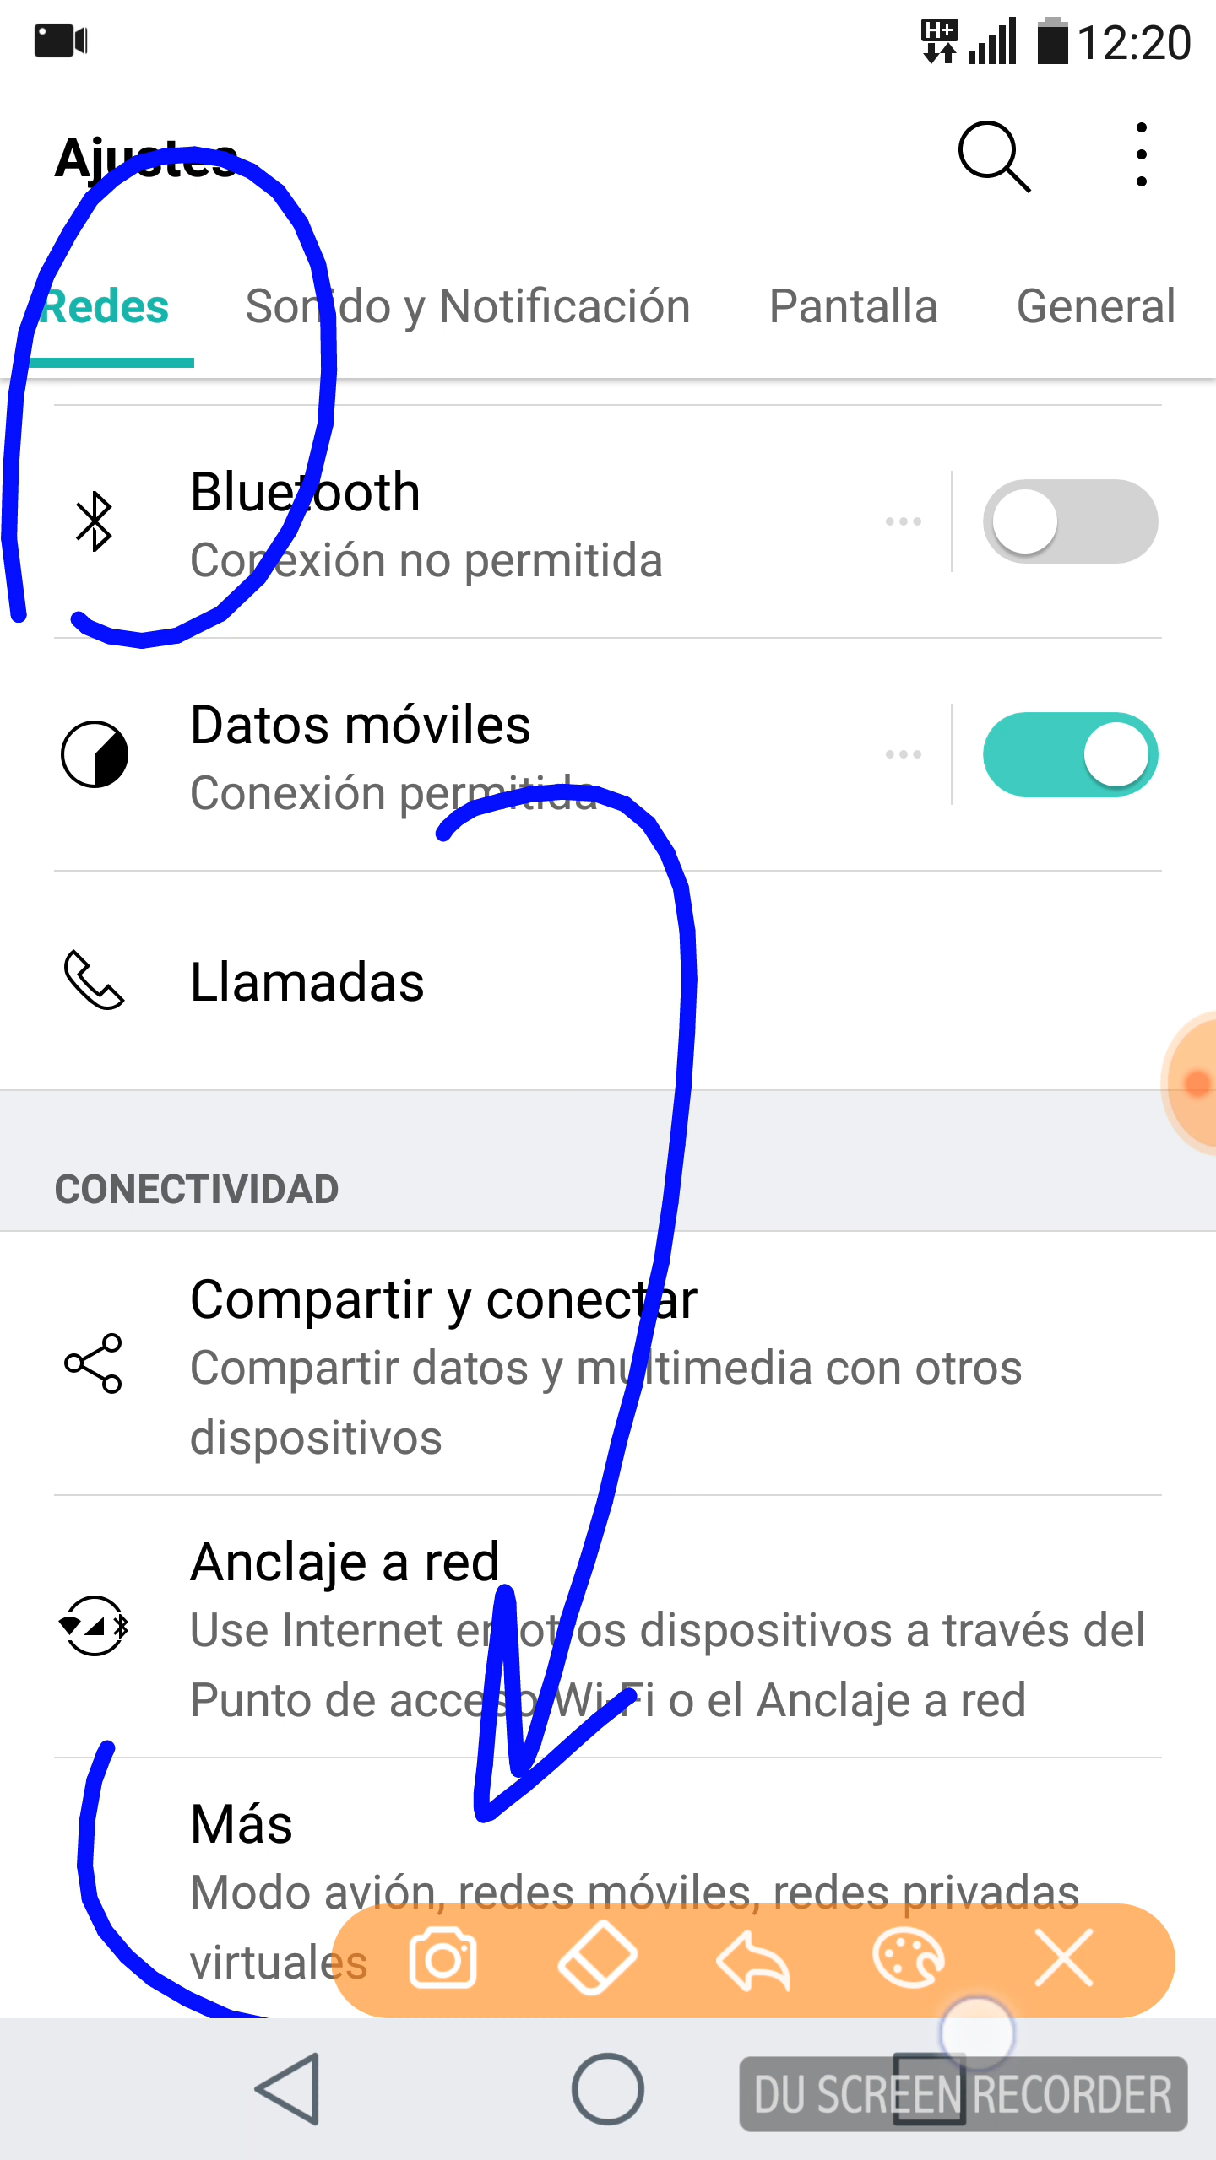 H+ 12:20
Ajustes
Redes Sonido y Notificación Pantalla General
Bluetooth
Conexión no permitida
Datos móviles
Conexión permitida
Llamadas
CONECTIVIDAD
Compartir y conectar
Compartir datos y multimedia con otros
dispositivos
Anclaje a red
Use Internet en otros dispositivos a través del
Punto de acceso Wi-Fi o el Anclaje a red
Más
Modo avión, redes móviles, redes privadas
virtuales
DU SCREEN RECORDER